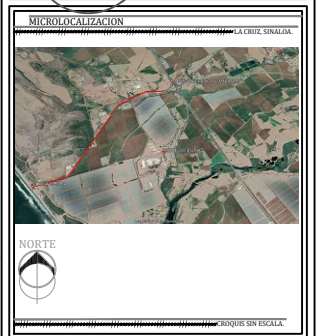 MICROLOCALIZACION
LA CRUZ, SINALOA.
NORTE
CROQUIS SIN ESCALA.